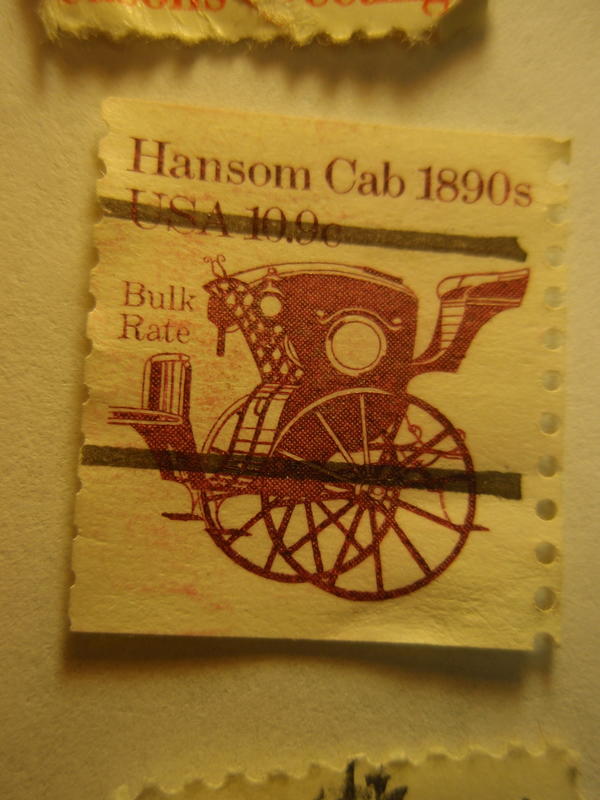 Hansom Cab 1890s
USA 10.9c
Bulk
Rate